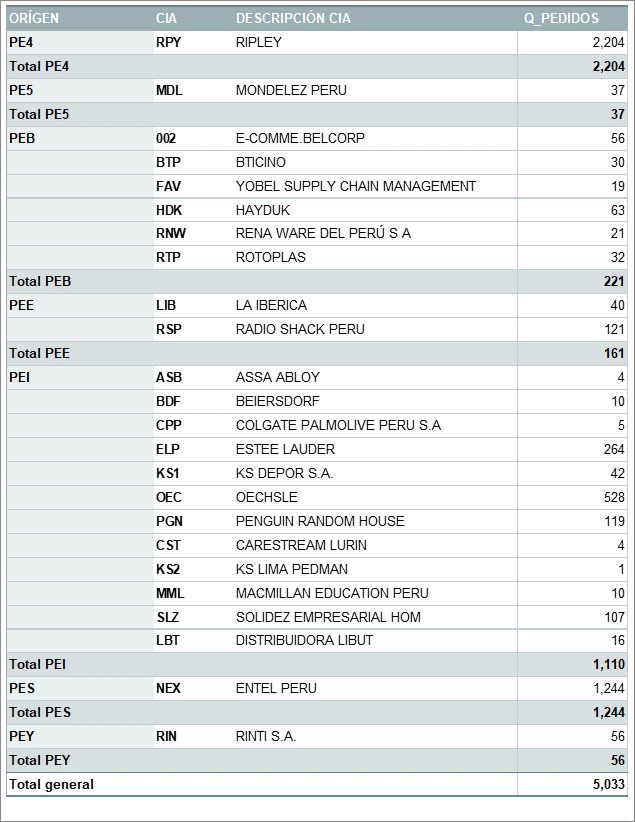 ORÍGEN CIA DESCRIPCIÓN CIA Q_PEDIDOS
PE4 RPY RIPLEY 2,204
Total PE4 2,204
PE5 MDL MONDELEZ PERU 37
Total PE5 37
PEB 002 E-COMME.BELCORP 56
BTP BTICINO 30
FAV YOBEL SUPPLY CHAIN MANAGEMENT 19
HDK HAYDUK 63
RNW RENA WARE DEL PERÚ S A 21
RTP ROTOPLAS 32
Total PEB 221
PEE LIB LA IBERICA 40
RSP RADIO SHACK PERU 121
Total PEE 161
PEI ASB ASSA ABLOY 4
BDF BEIERSDORF 10
CPP COLGATE PALMOLIVE PERU S.A 5
ELP ESTEE LAUDER 264
KS1 KS DEPOR S.A. 42
OEC OECHSLE 528
PGN PENGUIN RANDOM HOUSE 119
CST CARESTREAM LURIN 4
KS2 KS LIMA PEDMAN 1
MML MACMILLAN EDUCATION PERU 10
SLZ SOLIDEZ EMPRESARIAL HOM 107
LBT DISTRIBUIDORA LIBUT 16
Total PEI 1,110
PES NEX ENTEL PERU 1,244
Total PES 1,244
PEY RIN RINTI S.A. 56
Total PEY 56
Total general 5,033